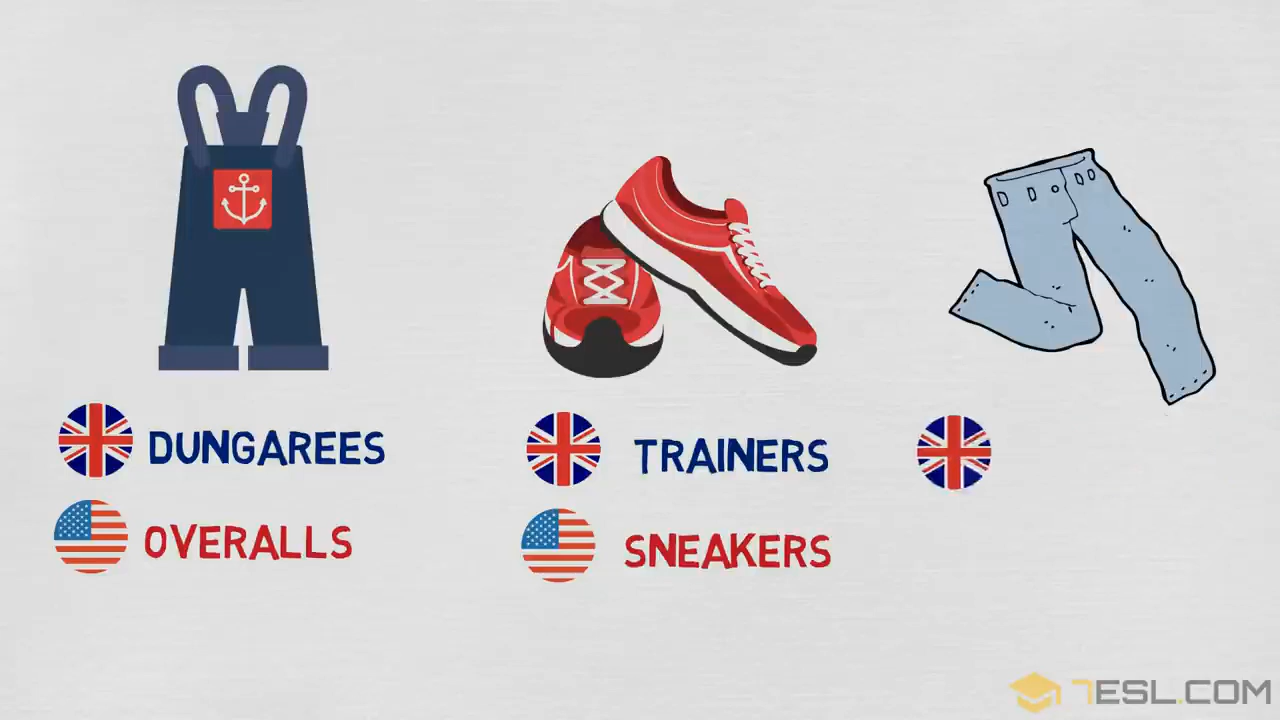 DUNGAREES
OVERALLS
TRAINERS
SNEAKERS
7ESL.COM